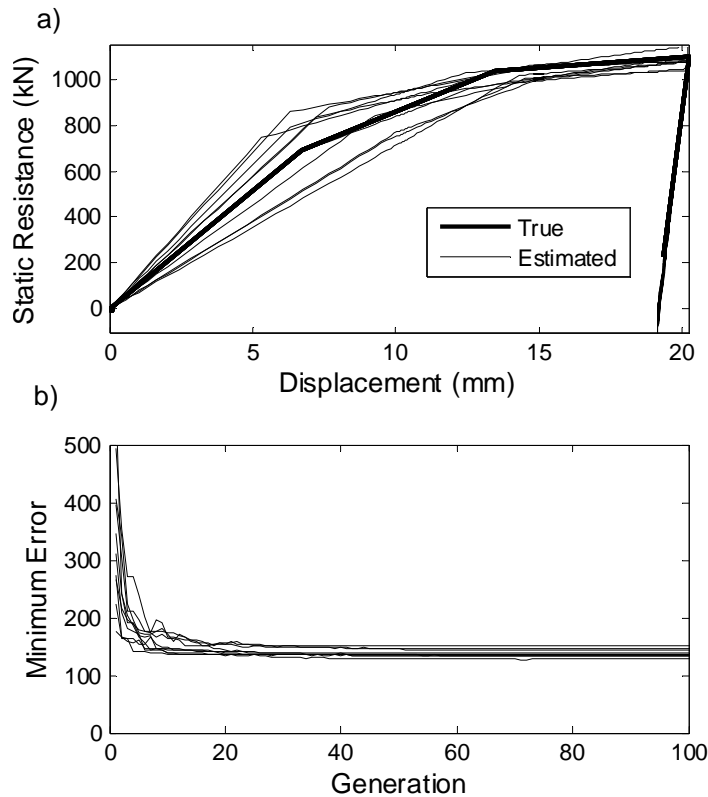 a)
1000
800
600
400
200
0
Static Resistance (kN)
True
Estimated
0
5
10
15
20
Displacement (mm)
b)
500
400
300
200
100
0
Minimum Error
0
20
40
60
80
100
Generation